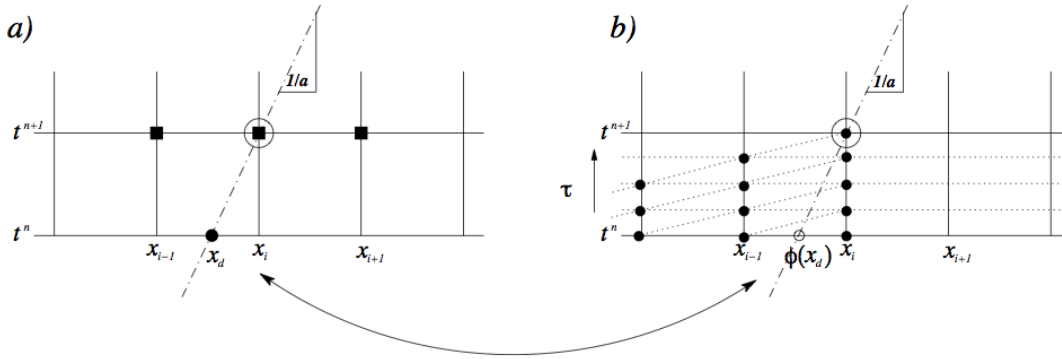 a)
1/a
t^{n+1}
t^n
x_{i-1}
x_d
x_i
x_{i+1}
b)
1/a
t^{n+1}
τ
t^n
x_{i-1}
ϕ(x_d)
x_i
x_{i+1}